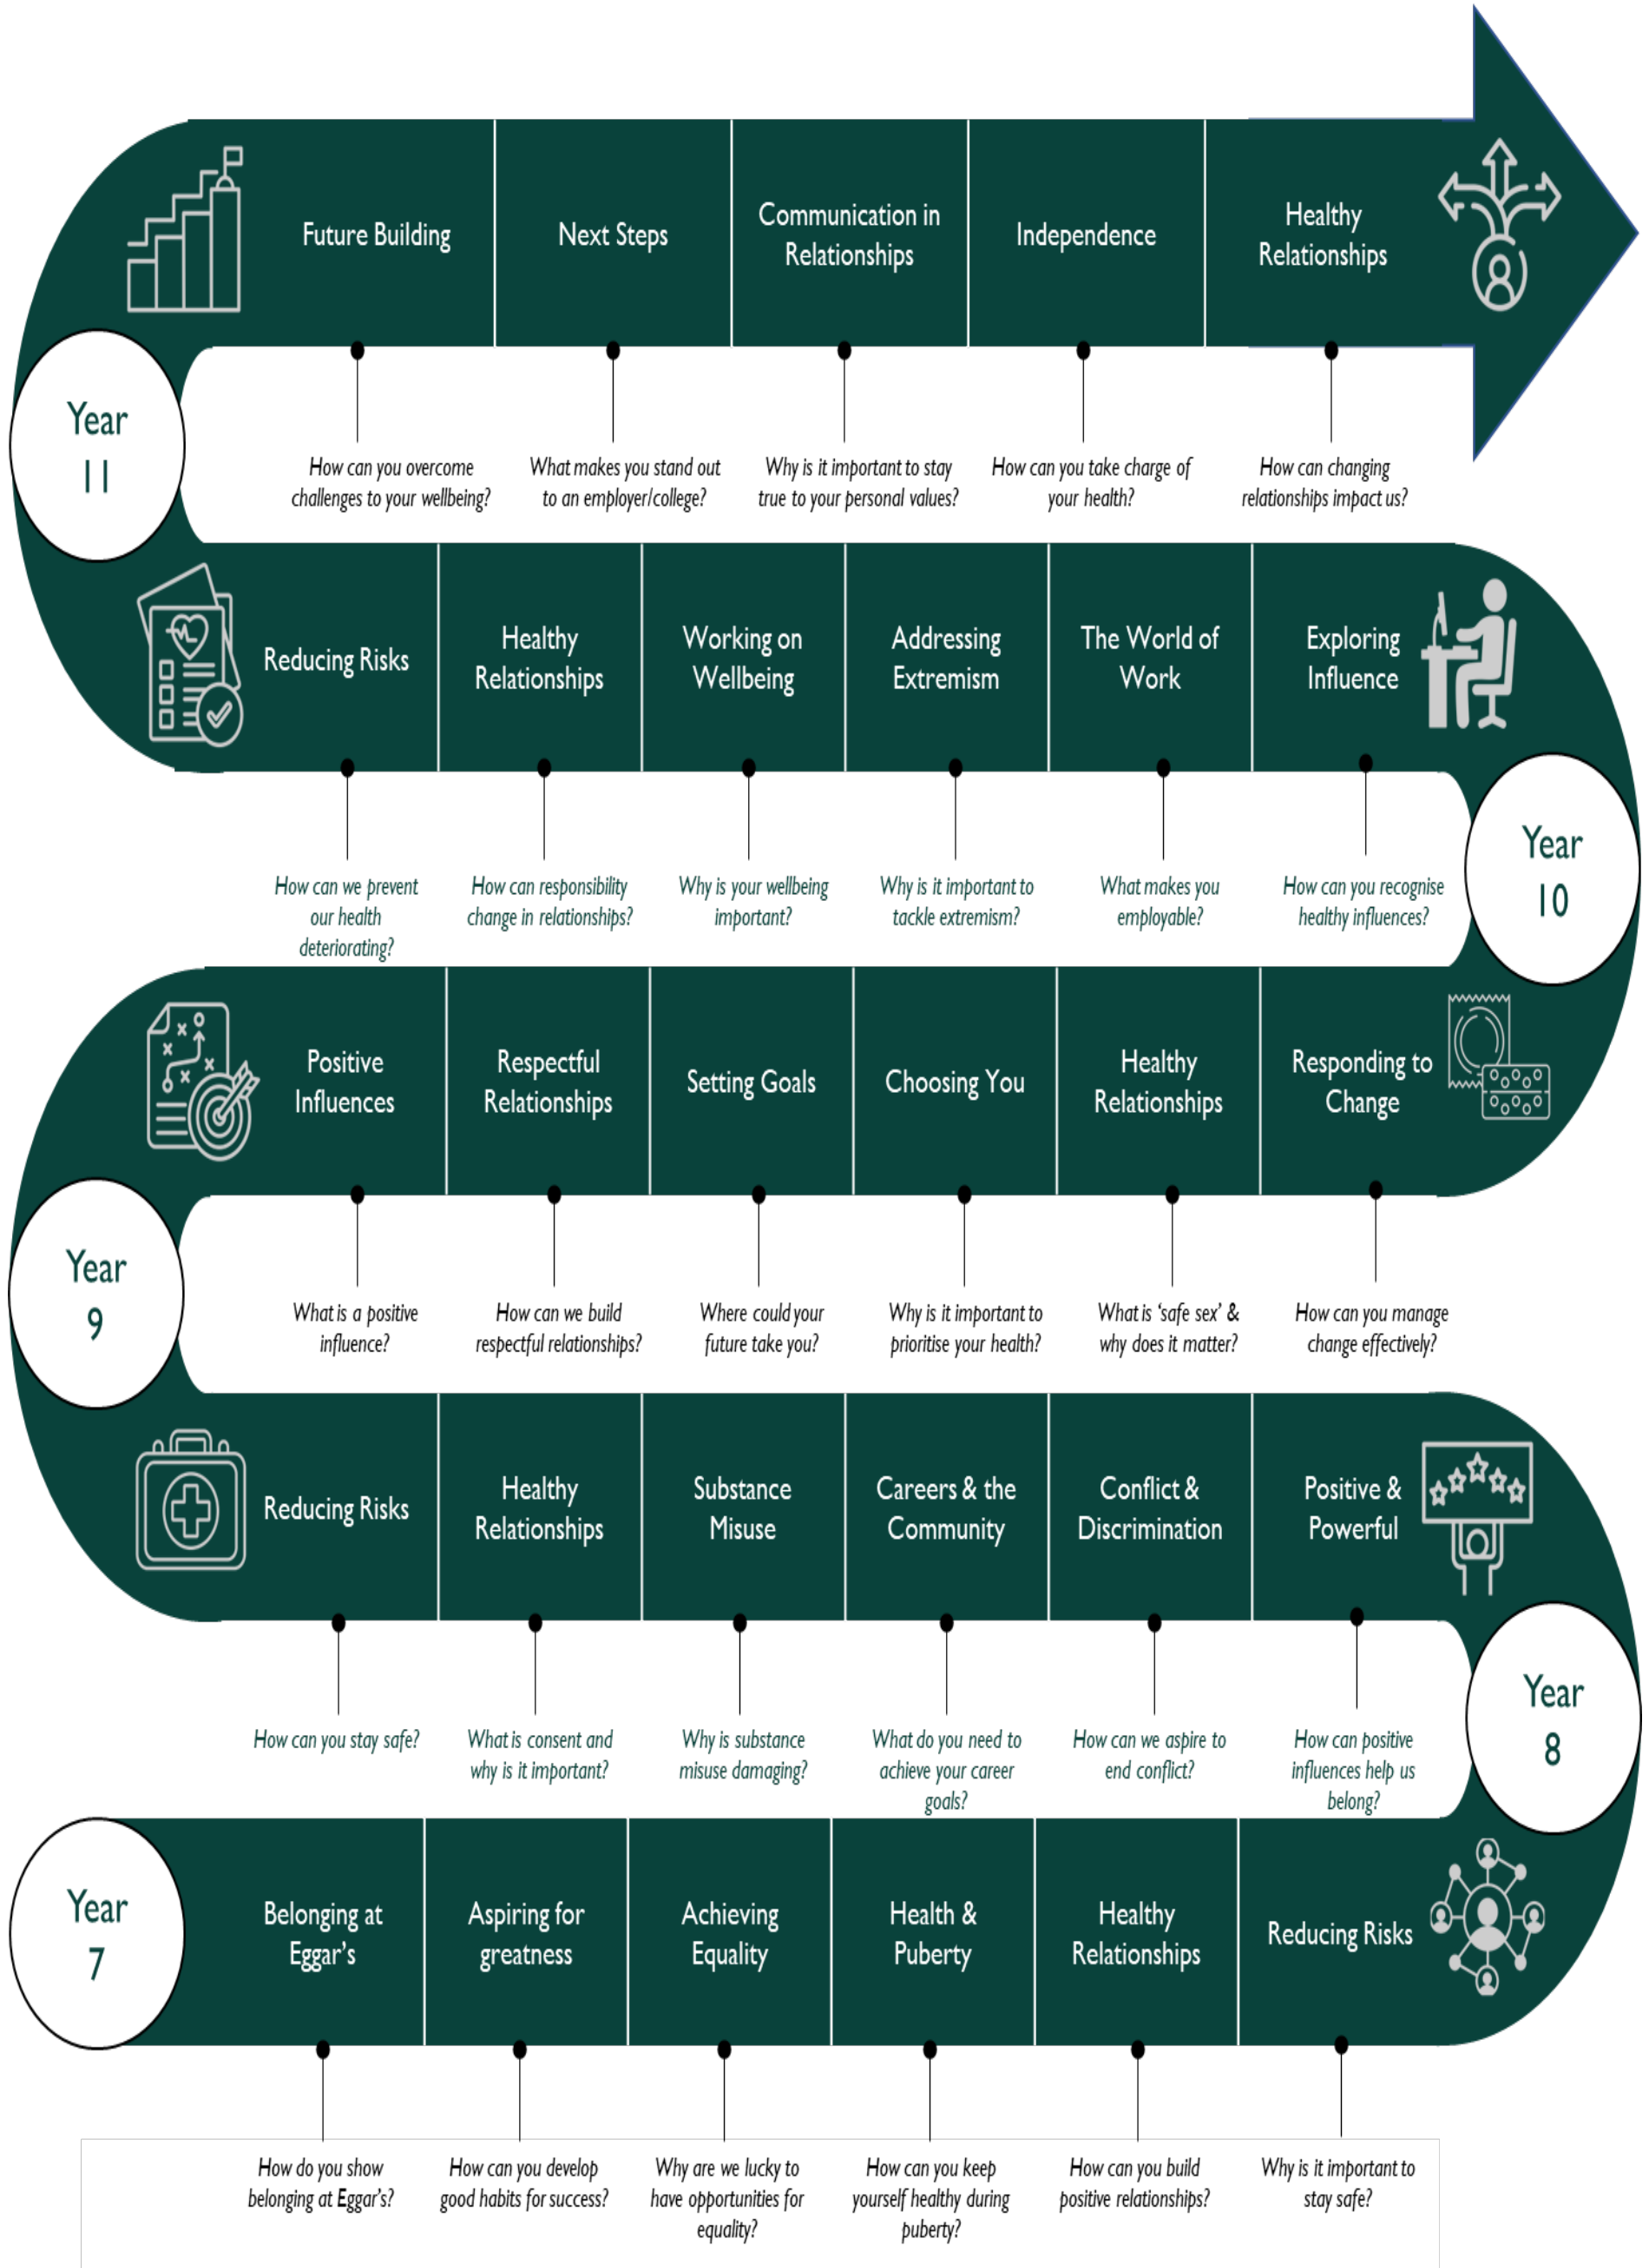 Future Building
Next Steps
Communication in
Relationships
Independence
Healthy
Relationships
Year
11
How can you overcome
challenges to your wellbeing?
What makes you stand out
to an employer/college?
Why is it important to stay
true to your personal values?
How can you take charge of
your health?
How can changing
relationships impact us?
Reducing Risks
Healthy
Relationships
Working on
Wellbeing
Addressing
Extremism
The World of
Work
Exploring
Influence
Year
10
How can we prevent
our health
deteriorating?
How can responsibility
change in relationships?
Why is your wellbeing
important?
Why is it important to
tackle extremism?
What makes you
employable?
How can you recognise
healthy influences?
Positive
Influences
Respectful
Relationships
Setting Goals
Choosing You
Healthy
Relationships
Responding to
Change
Year
9
What is a positive
influence?
How can we build
respectful relationships?
Where could your
future take you?
Why is it important to
prioritise your health?
What is ‘safe sex’ &
why does it matter?
How can you manage
change effectively?
Reducing Risks
Healthy
Relationships
Substance
Misuse
Careers & the
Community
Conflict &
Discrimination
Positive &
Powerful
Year
8
How can you stay safe?
What is consent and
why is it important?
Why is substance
misuse damaging?
What do you need to
achieve your career
goals?
How can we aspire to
end conflict?
How can positive
influences help us
belong?
Year
7
Belonging at
Eggar’s
Aspiring for
greatness
Achieving
Equality
Health &
Puberty
Healthy
Relationships
Reducing Risks
How do you show
belonging at Eggar’s?
How can you develop
good habits for success?
Why are we lucky to
have opportunities for
equality?
How can you keep
yourself healthy during
puberty?
How can you build
positive relationships?
Why is it important to
stay safe?